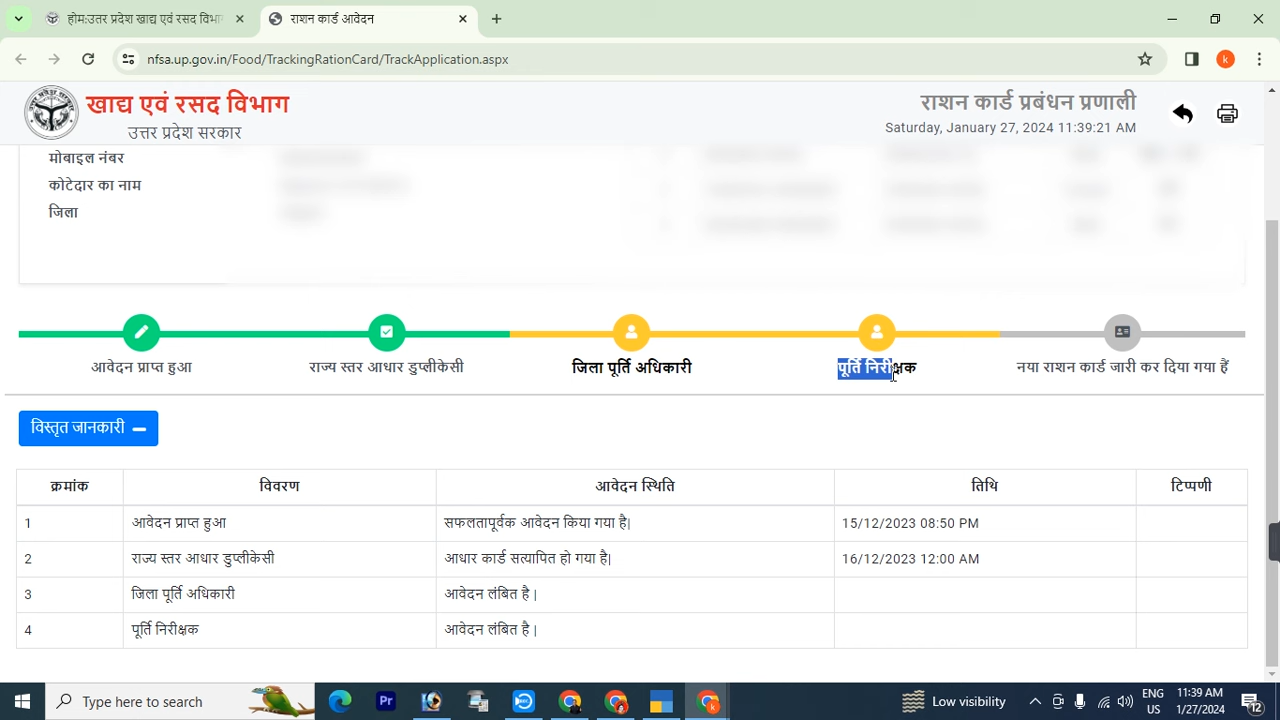 होम:उत्तर प्रदेश खाद्य एवं रसद विभाग
राशन कार्ड आवेदन
nfsa.up.gov.in/Food/TrackingRationCard/TrackApplication.aspx
k
खाद्य एवं रसद विभाग
उत्तर प्रदेश सरकार
राशन कार्ड प्रबंधन प्रणाली
Saturday, January 27, 2024 11:39:21 AM
मोबाइल नंबर
कोटेदार का नाम
जिला
आवेदन प्राप्त हुआ
राज्य स्तर आधार डुप्लीकेसी
जिला पूर्ति अधिकारी
पूर्ति निरीक्षक
नया राशन कार्ड जारी कर दिया गया हैं
विस्तृत जानकारी
क्रमांक विवरण आवेदन स्थिति तिथि टिप्पणी
1 आवेदन प्राप्त हुआ सफलतापूर्वक आवेदन किया गया है| 15/12/2023 08:50 PM
2 राज्य स्तर आधार डुप्लीकेसी आधार कार्ड सत्यापित हो गया है| 16/12/2023 12:00 AM
3 जिला पूर्ति अधिकारी आवेदन लंबित है |
4 पूर्ति निरीक्षक आवेदन लंबित है |
Type here to search
Pr
k
Low visibility
ENG
US
11:39 AM
1/27/2024
12